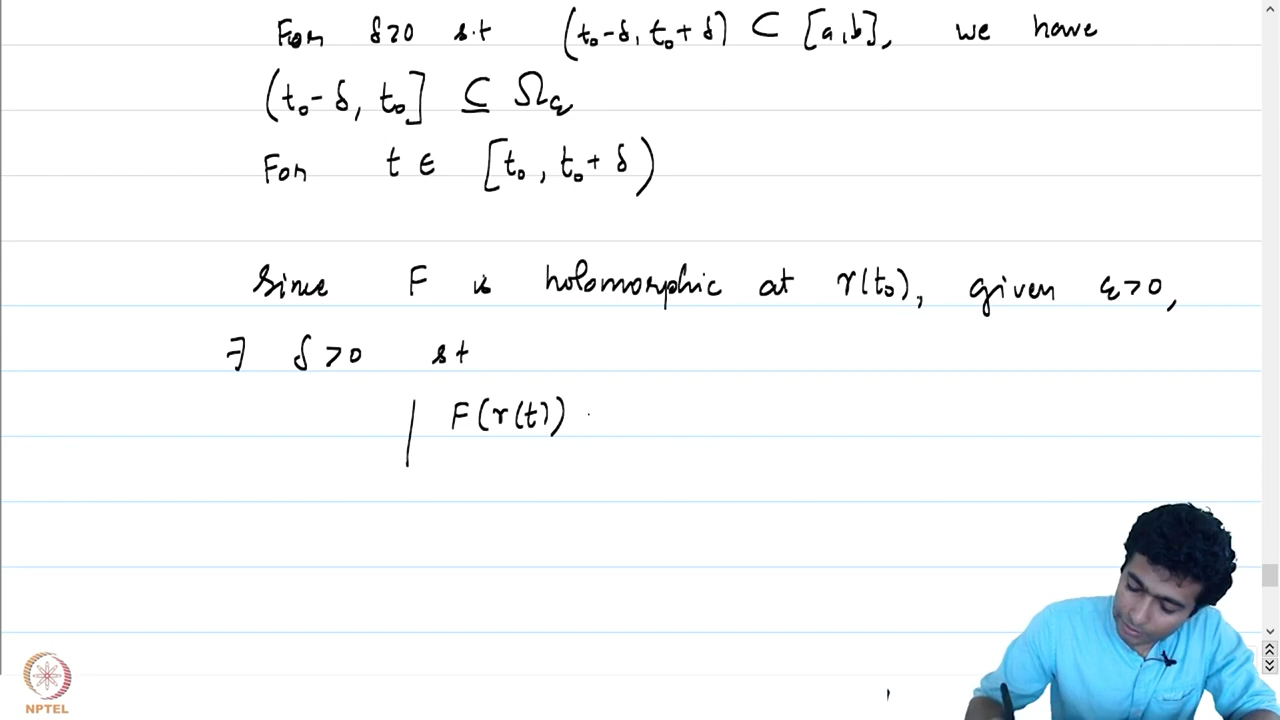 For δ>0 s.t (t₀-δ, t₀+δ) ⊂ [a,b], we have
(t₀-δ, t₀] ⊆ Ω_ε
For t ∈ [t₀, t₀+δ)
Since F is holomorphic at γ(t₀), given ε>0,
∃ δ>0 st
| F(γ(t))
NPTEL